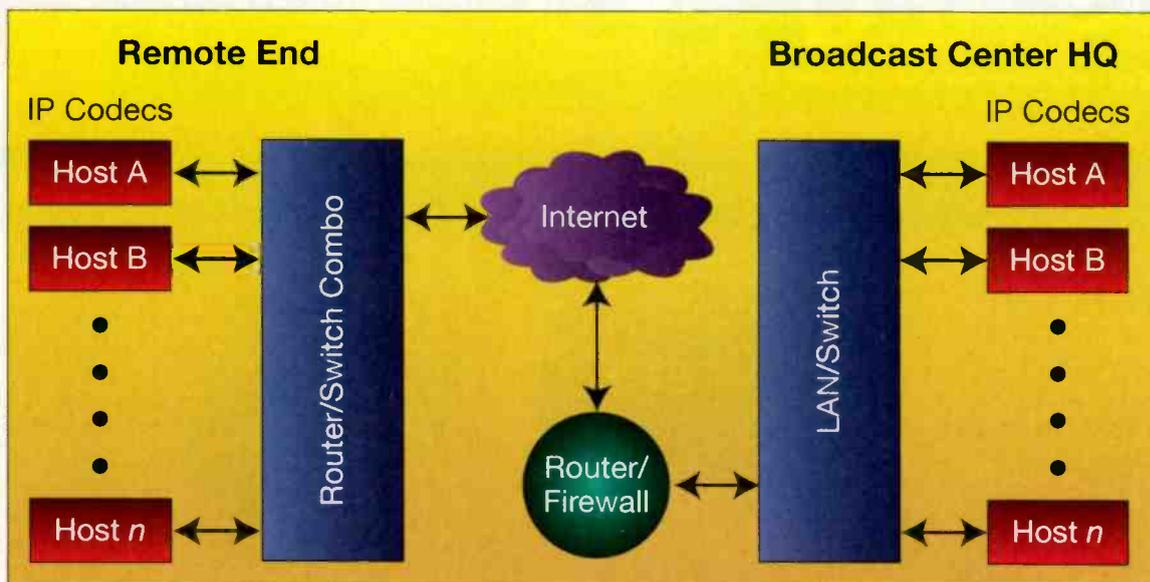 Remote End
Broadcast Center HQ
IP Codecs
IP Codecs
Host A
Host B
Host n
Router/Switch Combo
Internet
Router/
Firewall
LAN/Switch
Host A
Host B
Host n